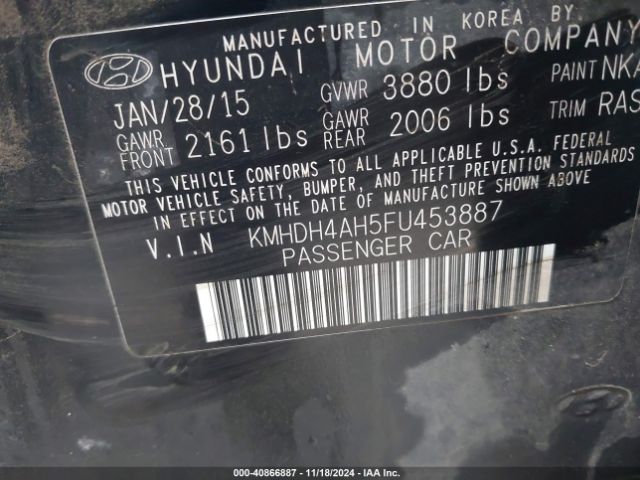 MANUFACTURED IN KOREA BY
HYUNDAI MOTOR COMPANY
JAN/28/15 GVWR 3880 lbs PAINT NKA
GAWR FRONT 2161 lbs GAWR REAR 2006 lbs TRIM RAS
THIS VEHICLE CONFORMS TO ALL APPLICABLE U.S.A. FEDERAL
MOTOR VEHICLE SAFETY, BUMPER, AND THEFT PREVENTION STANDARDS
IN EFFECT ON THE DATE OF MANUFACTURE SHOWN ABOVE
V.I.N KMHDH4AH5FU453887
PASSENGER CAR
000-40866887 - 11/18/2024 - IAAI.CA